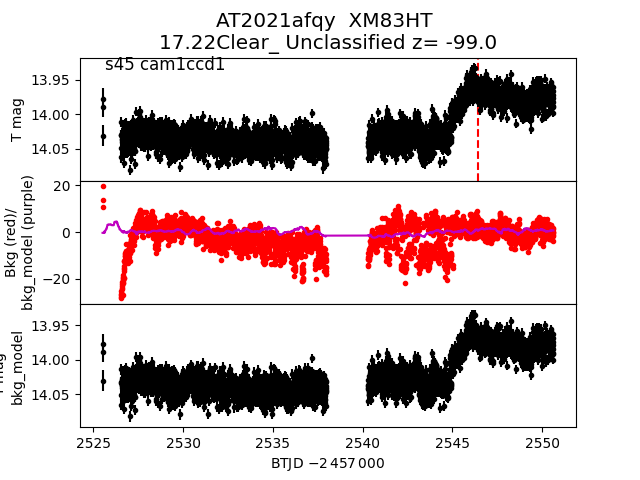 AT2021afqy  XM83HT
17.22Clear_ Unclassified z= -99.0
s45 cam1ccd1
13.95
14.00
14.05
T mag
20
0
−20
Bkg (red)/
bkg_model (purple)
13.95
14.00
14.05
mag
bkg_model
2525
2530
2535
2540
2545
2550
BTJD −2 457 000